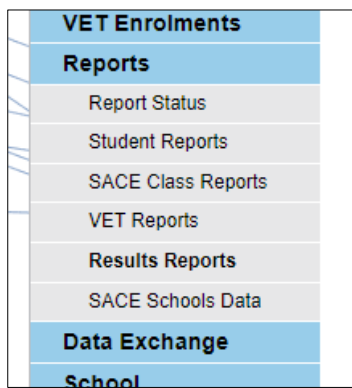 VET Enrolments
Reports
Report Status
Student Reports
SACE Class Reports
VET Reports
Results Reports
SACE Schools Data
Data Exchange
School